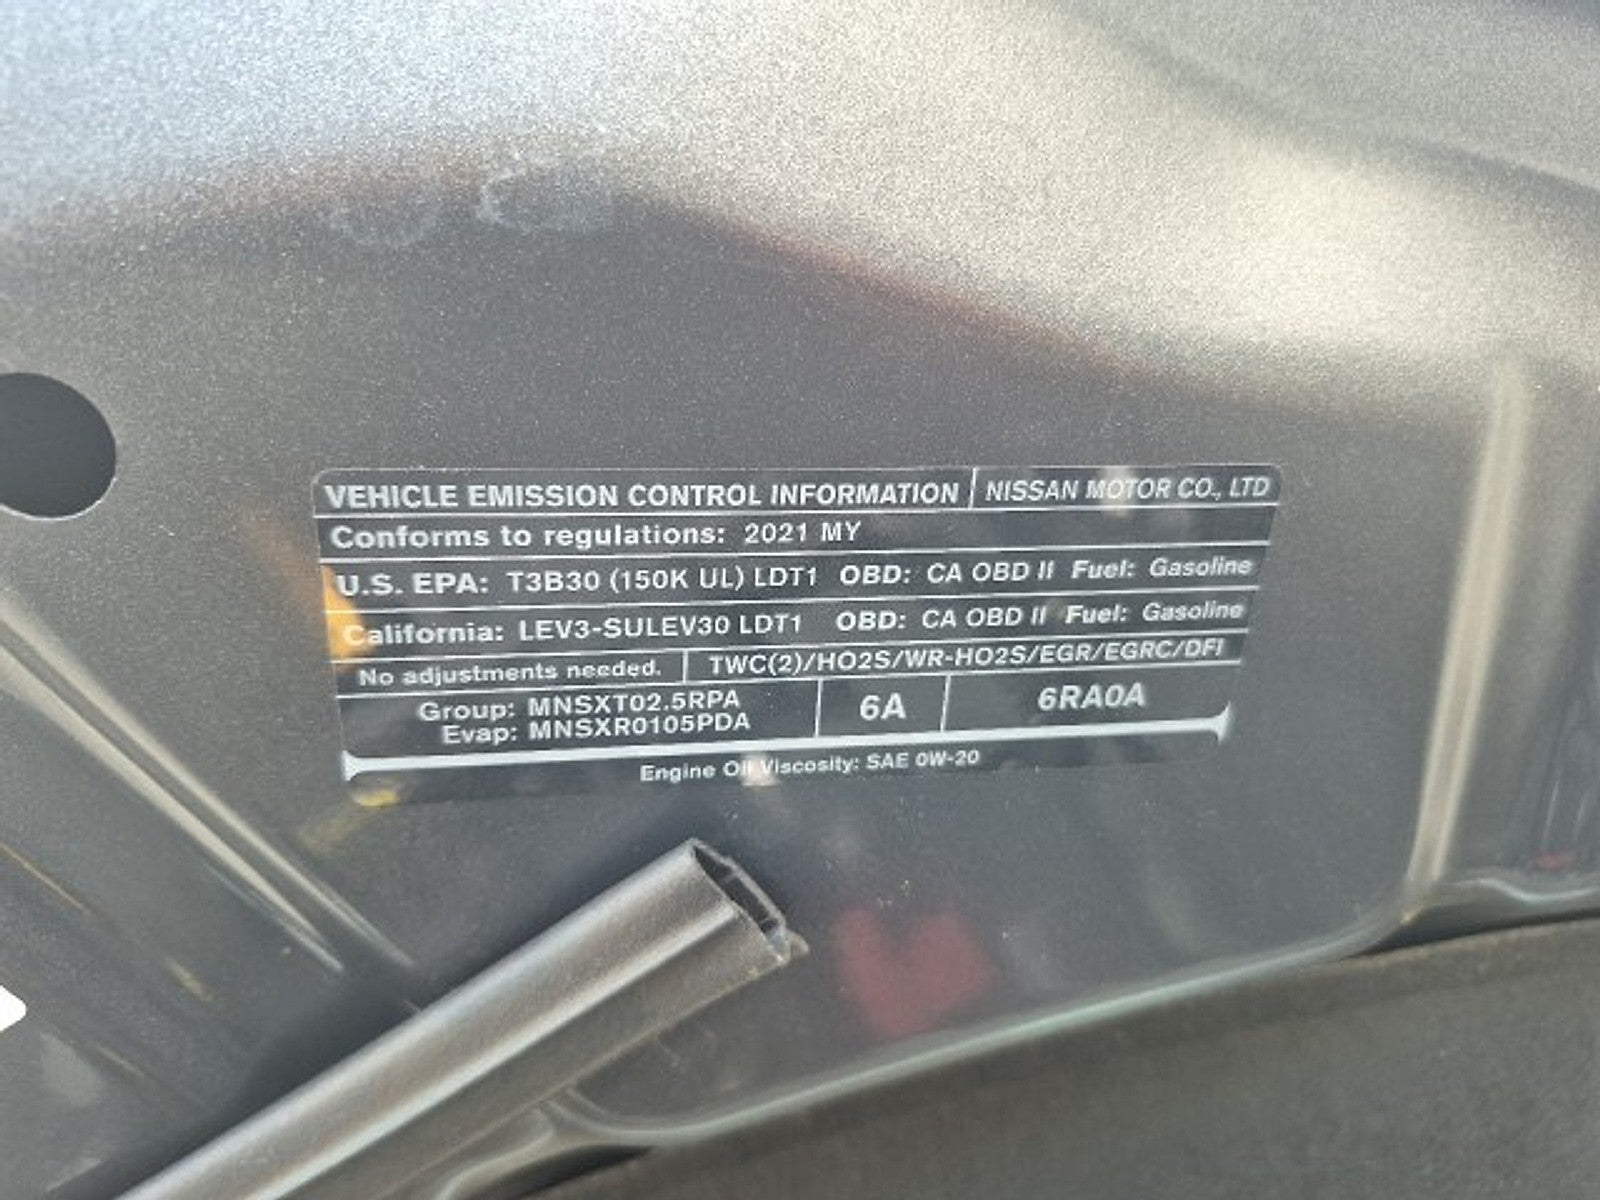 VEHICLE EMISSION CONTROL INFORMATION NISSAN MOTOR CO., LTD
Conforms to regulations: 2021 MY
U.S. EPA: T3B30 (150K UL) LDT1 OBD: CA OBD II Fuel: Gasoline
California: LEV3-SULEV30 LDT1 OBD: CA OBD II Fuel: Gasoline
No adjustments needed. TWC(2)/HO2S/WR-HO2S/EGR/EGRC/DFI
Group: MNSXT02.5RPA 6A 6RA0A
Evap: MNSXR0105PDA
Engine Oil Viscosity: SAE 0W-20